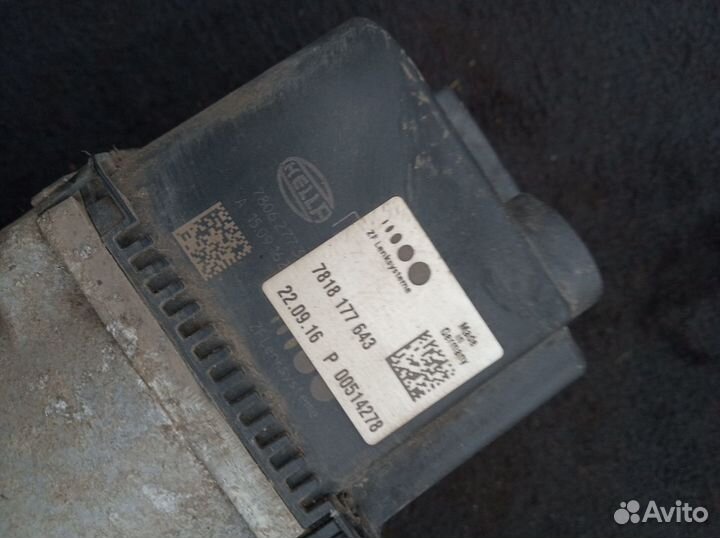 HELLA
ZF Lenksysteme
7818 177 643
22.09.16 P 00514278
Made
in
Germany
Avito